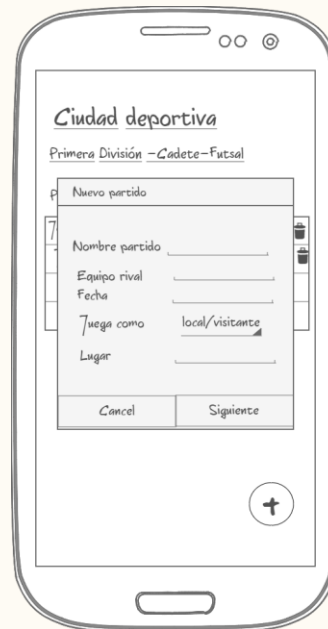 Ciudad deportiva
Primera División -Cadete-Futsal
P
Nuevo partido
Nombre partido
Equipo rival
Fecha
Juega como local/visitante
Lugar
Cancel Siguiente
+